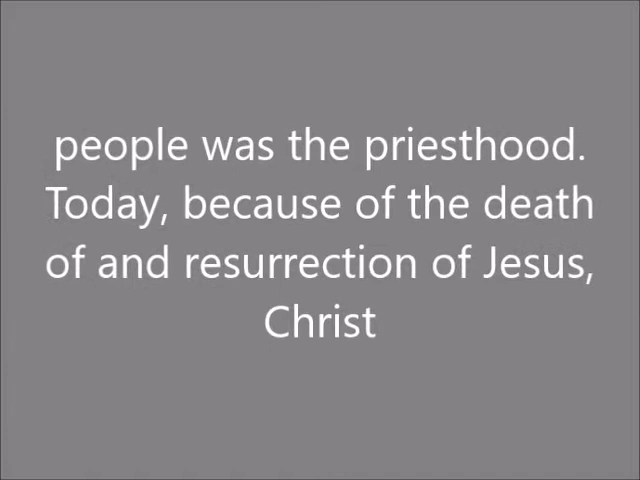 people was the priesthood.
Today, because of the death
of and resurrection of Jesus,
Christ